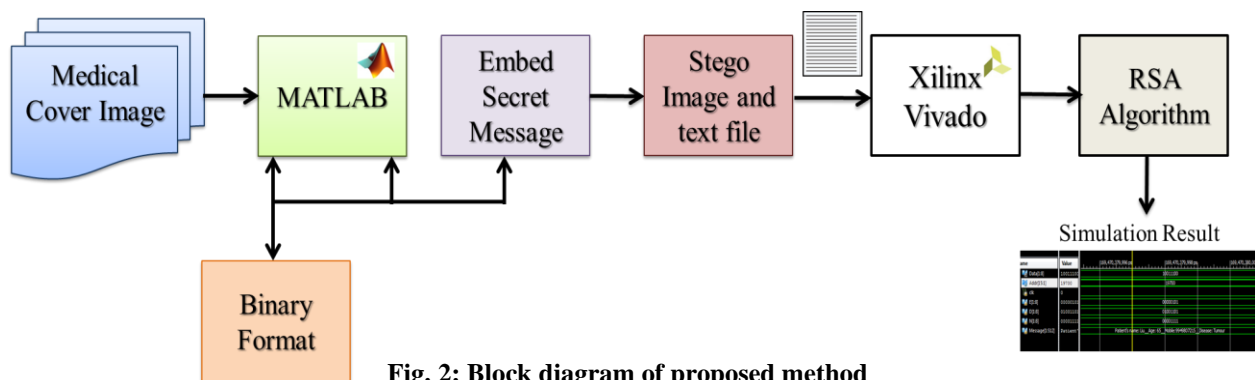 Medical
Cover Image
MATLAB
Embed
Secret
Message
Stego
Image and
text file
Xilinx
Vivado
RSA
Algorithm
Binary
Format
Simulation Result
Value
Fig. 2: Block diagram of proposed method